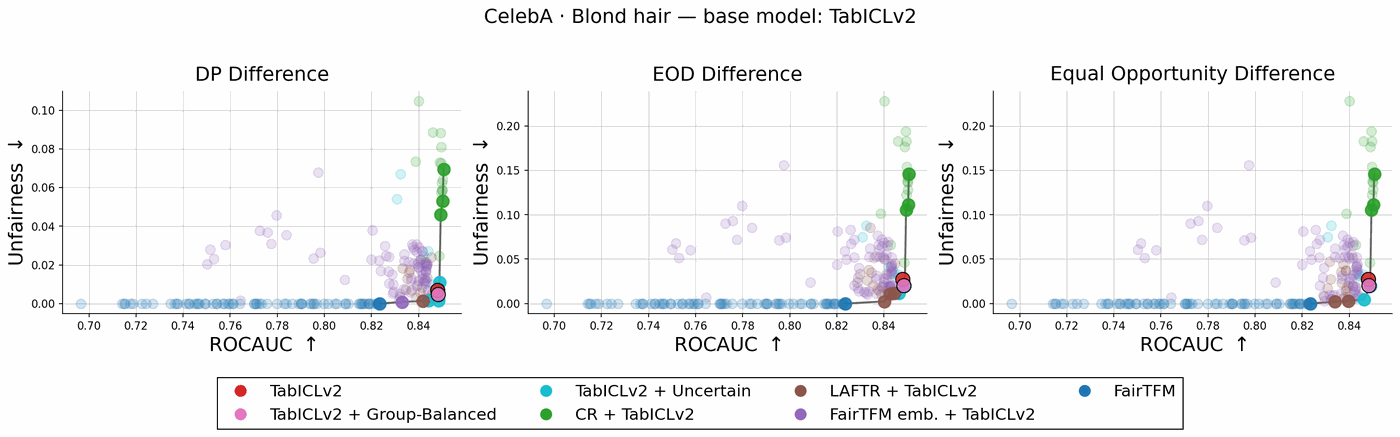 CelebA · Blond hair — base model: TabICLv2
DP Difference
EOD Difference
Equal Opportunity Difference
Unfairness ↓
0.10
0.08
0.06
0.04
0.02
0.00
0.70 0.72 0.74 0.76 0.78 0.80 0.82 0.84
ROCAUC ↑
Unfairness ↓
0.20
0.15
0.10
0.05
0.00
0.70 0.72 0.74 0.76 0.78 0.80 0.82 0.84
ROCAUC ↑
Unfairness ↓
0.20
0.15
0.10
0.05
0.00
0.70 0.72 0.74 0.76 0.78 0.80 0.82 0.84
ROCAUC ↑
TabICLv2
TabICLv2 + Group-Balanced
TabICLv2 + Uncertain
CR + TabICLv2
LAFTR + TabICLv2
FairTFM emb. + TabICLv2
FairTFM